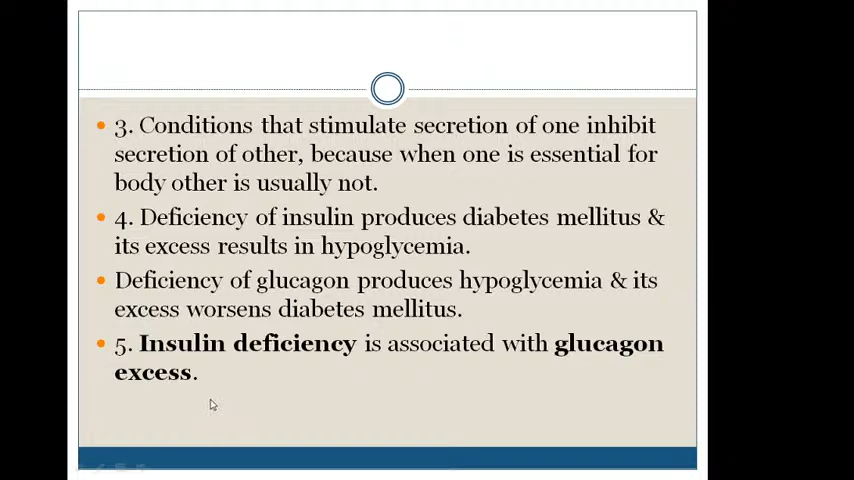 3. Conditions that stimulate secretion of one inhibit
secretion of other, because when one is essential for
body other is usually not.
4. Deficiency of insulin produces diabetes mellitus &
its excess results in hypoglycemia.
Deficiency of glucagon produces hypoglycemia & its
excess worsens diabetes mellitus.
5. Insulin deficiency is associated with glucagon
excess.